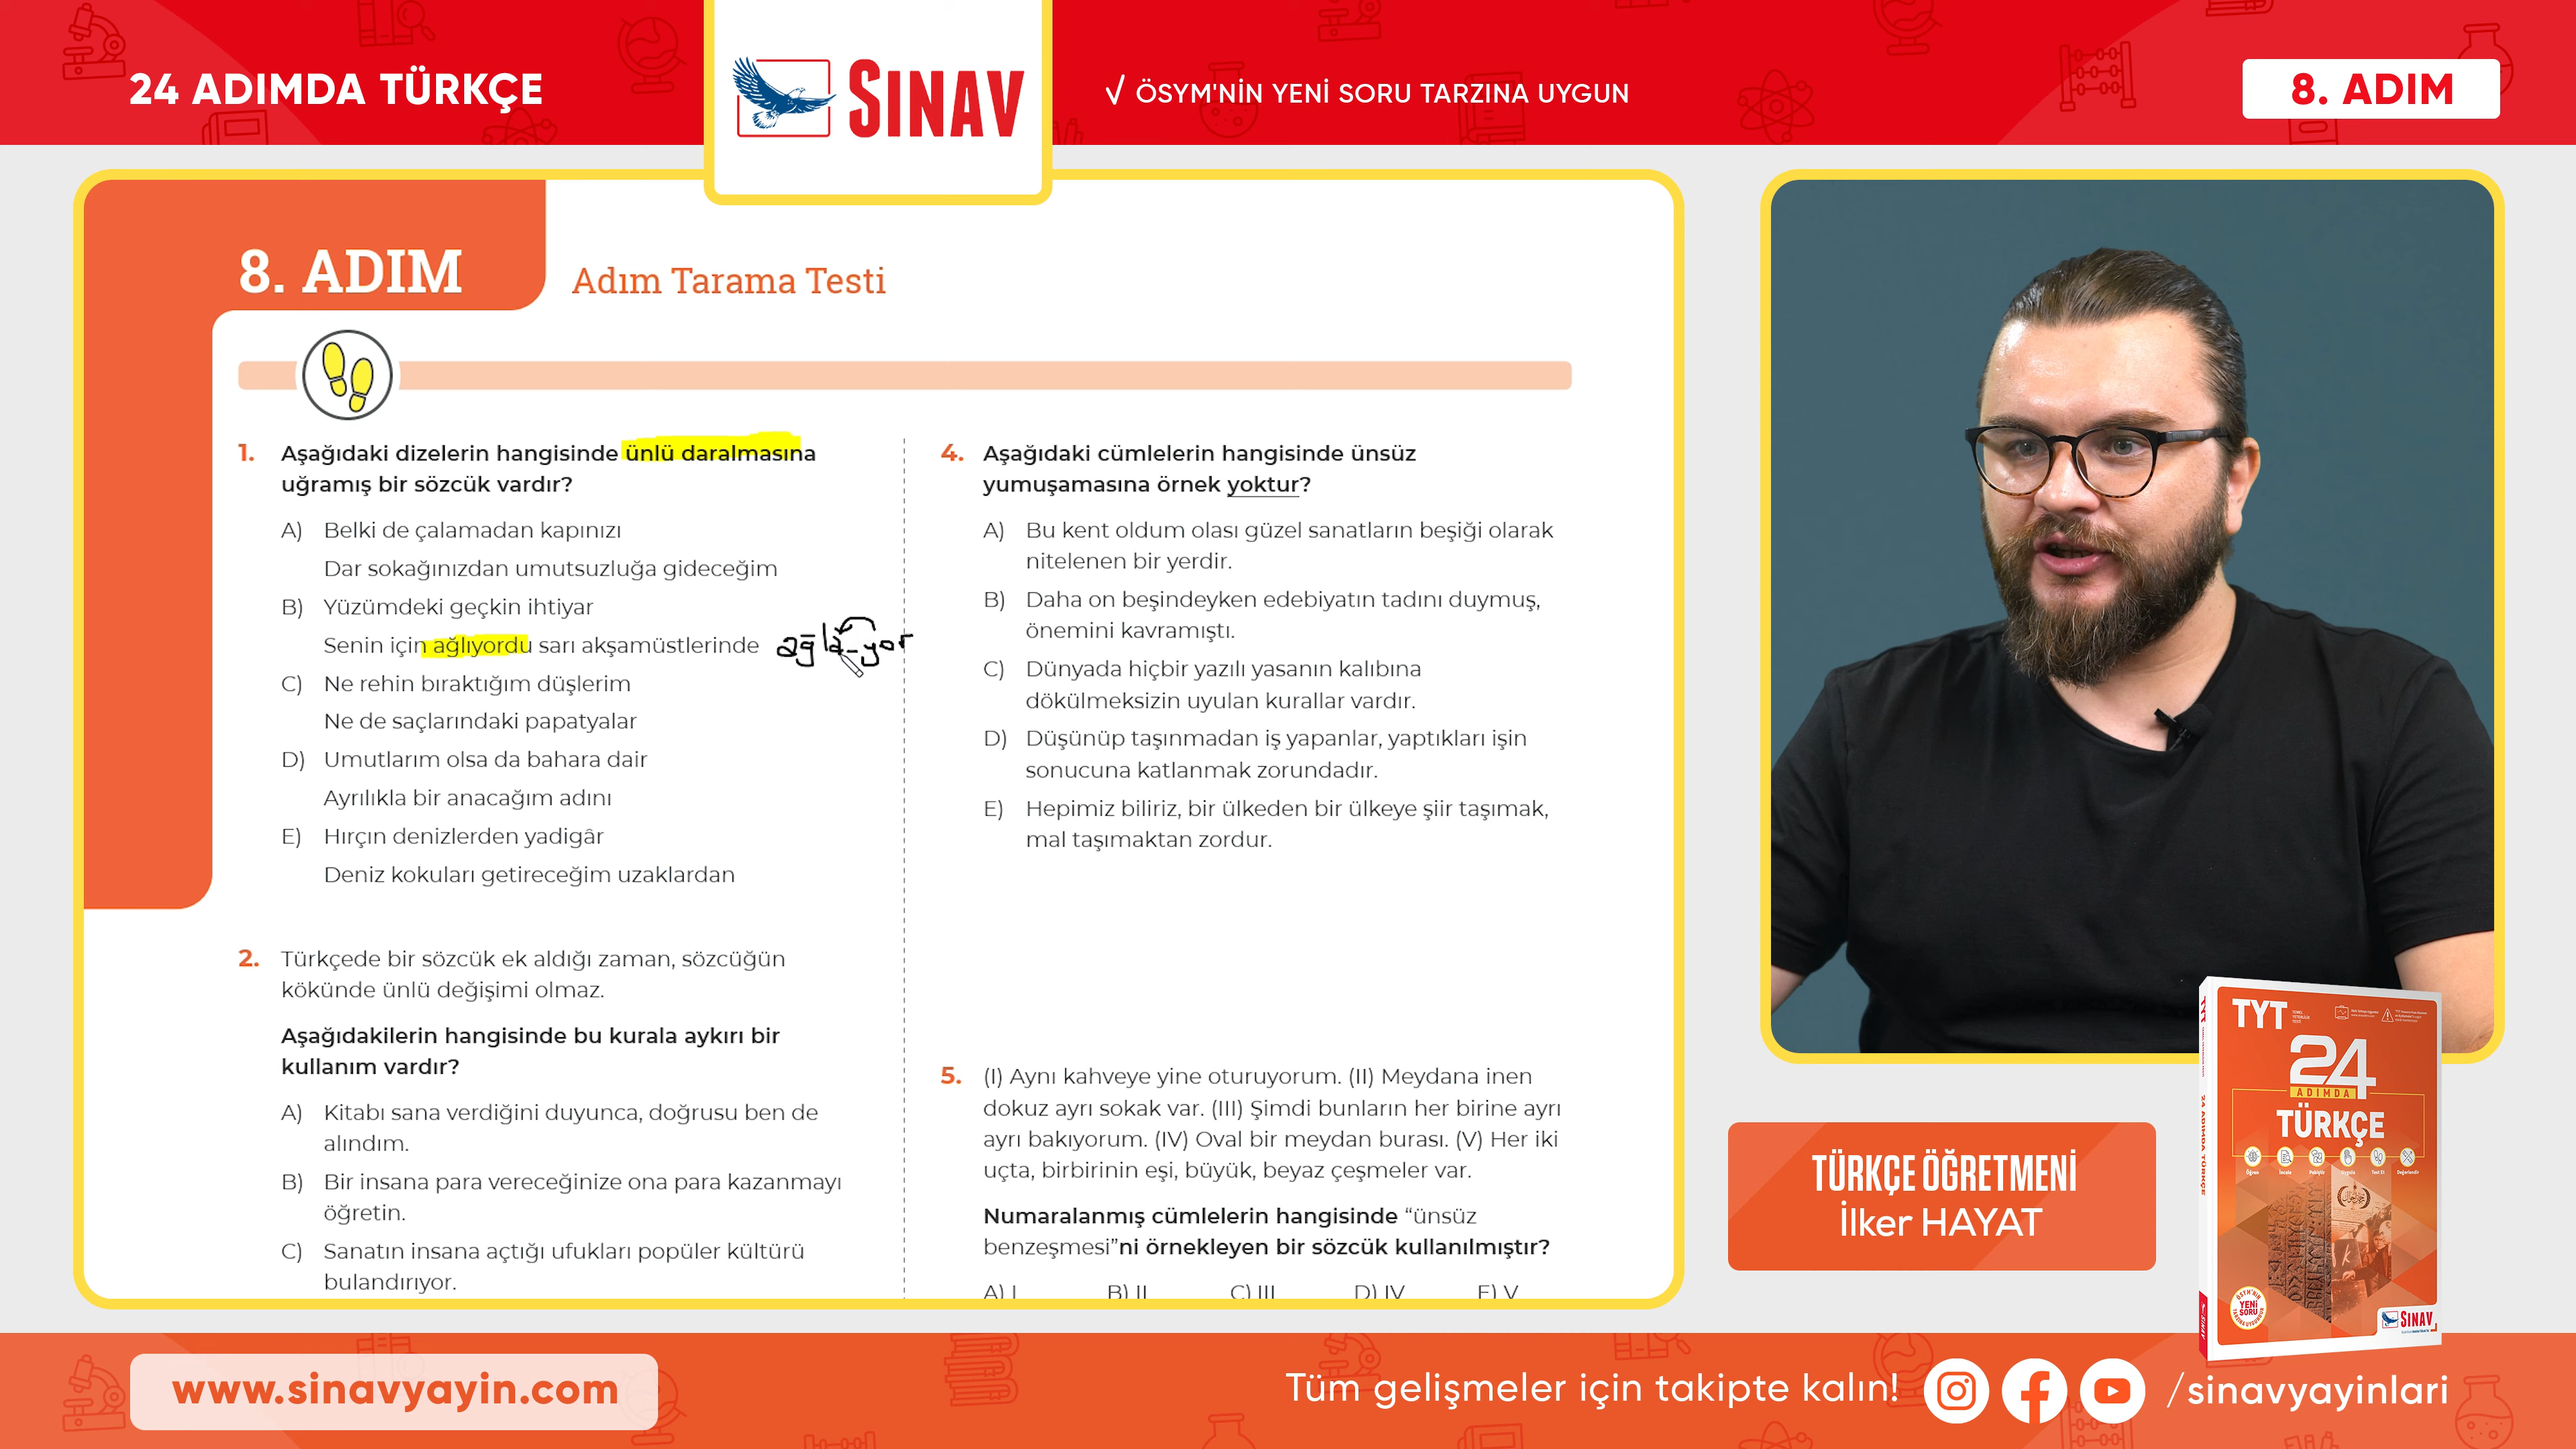 24 ADIMDA TÜRKÇE
SINAV
√ ÖSYM'NİN YENİ SORU TARZINA UYGUN
8. ADIM
8. ADIM
Adım Tarama Testi
1. Aşağıdaki dizelerin hangisinde ünlü daralmasına
uğramış bir sözcük vardır?
A) Belki de çalamadan kapınızı
Dar sokağınızdan umutsuzluğa gideceğim
B) Yüzümdeki geçkin ihtiyar
Senin için ağlıyordu sarı akşamüstlerinde
ağla-yor
C) Ne rehin bıraktığım düşlerim
Ne de saçlarındaki papatyalar
D) Umutlarım olsa da bahara dair
Ayrılıkla bir anacağım adını
E) Hırçın denizlerden yadigâr
Deniz kokuları getireceğim uzaklardan
2. Türkçede bir sözcük ek aldığı zaman, sözcüğün
kökünde ünlü değişimi olmaz.
Aşağıdakilerin hangisinde bu kurala aykırı bir
kullanım vardır?
A) Kitabı sana verdiğini duyunca, doğrusu ben de
alındım.
B) Bir insana para vereceğinize ona para kazanmayı
öğretin.
C) Sanatın insana açtığı ufukları popüler kültürü
bulandırıyor.
4. Aşağıdaki cümlelerin hangisinde ünsüz
yumuşamasına örnek yoktur?
A) Bu kent oldum olası güzel sanatların beşiği olarak
nitelenen bir yerdir.
B) Daha on beşindeyken edebiyatın tadını duymuş,
önemini kavramıştı.
C) Dünyada hiçbir yazılı yasanın kalıbına
dökülmeksizin uyulan kurallar vardır.
D) Düşünüp taşınmadan iş yapanlar, yaptıkları işin
sonucuna katlanmak zorundadır.
E) Hepimiz biliriz, bir ülkeden bir ülkeye şiir taşımak,
mal taşımaktan zordur.
5. (I) Aynı kahveye yine oturuyorum. (II) Meydana inen
dokuz ayrı sokak var. (III) Şimdi bunların her birine ayrı
ayrı bakıyorum. (IV) Oval bir meydan burası. (V) Her iki
uçta, birbirinin eşi, büyük, beyaz çeşmeler var.
Numaralanmış cümlelerin hangisinde “ünsüz
benzeşmesi”ni örnekleyen bir sözcük kullanılmıştır?
A) I B) II C) III D) IV E) V
TÜRKÇE ÖĞRETMENİ
İlker HAYAT
TYT
24
ADIMDA
TÜRKÇE
YENİ
SORU
SINAV
www.sinavyayin.com
Tüm gelişmeler için takipte kalın!
/sinavyayinlari